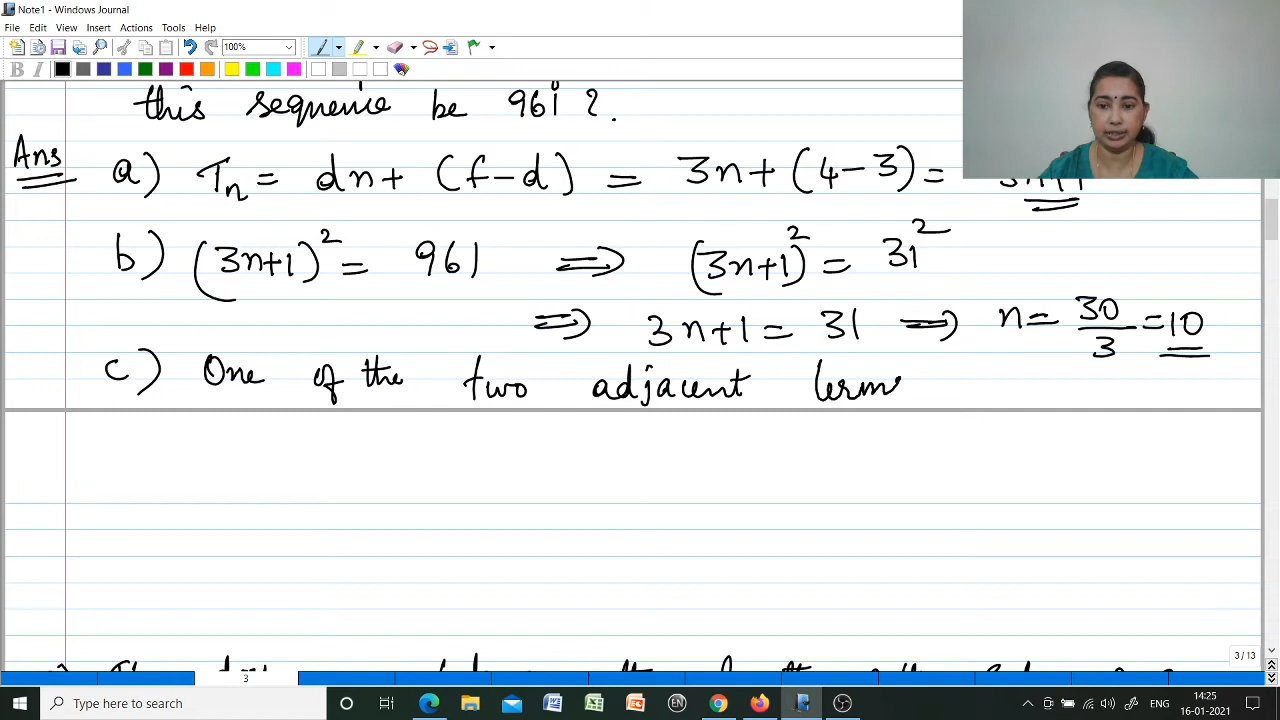 Note1 - Windows Journal
File Edit View Insert Actions Tools Help
100%
B I
this sequence be 961 ?.
Ans
a) Tn = dn + (f-d) = 3n + (4-3) =
b) (3n+1)² = 961 ⟹ (3n+1)² = 31²
⟹ 3n+1 = 31 ⟹ n = 30/3 = 10
c) One of the two adjacent terms
3 / 13
3
Type here to search
EN
ENG
14:25
16-01-2021